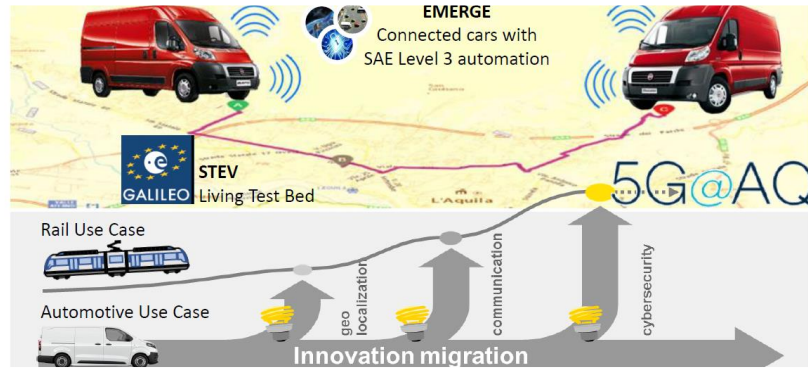 EMERGE
Connected cars with
SAE Level 3 automation
A
C
B
GALILEO
STEV
Living Test Bed
L'Aquila
5G@AQ
Rail Use Case
Automotive Use Case
geo
localization
communication
cybersecurity
Innovation migration